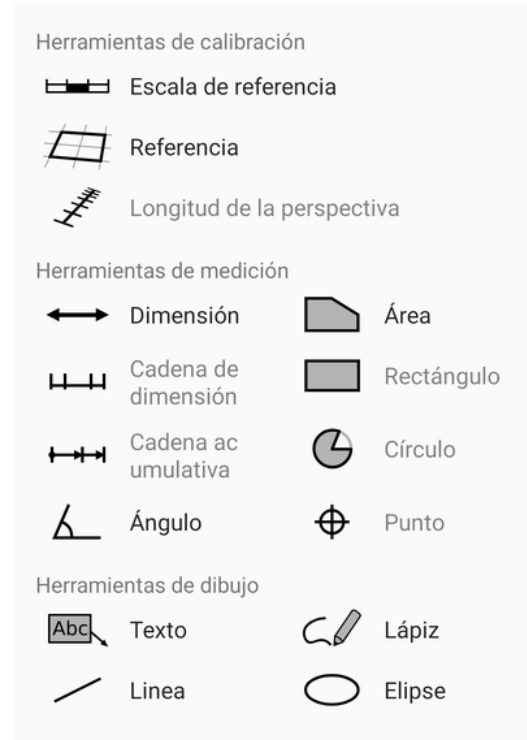 Herramientas de calibración
Escala de referencia
Referencia
Longitud de la perspectiva
Herramientas de medición
Dimensión
Área
Cadena de
dimensión
Rectángulo
Cadena ac
umulativa
Círculo
Ángulo
Punto
Herramientas de dibujo
Abc
Texto
Lápiz
Linea
Elipse